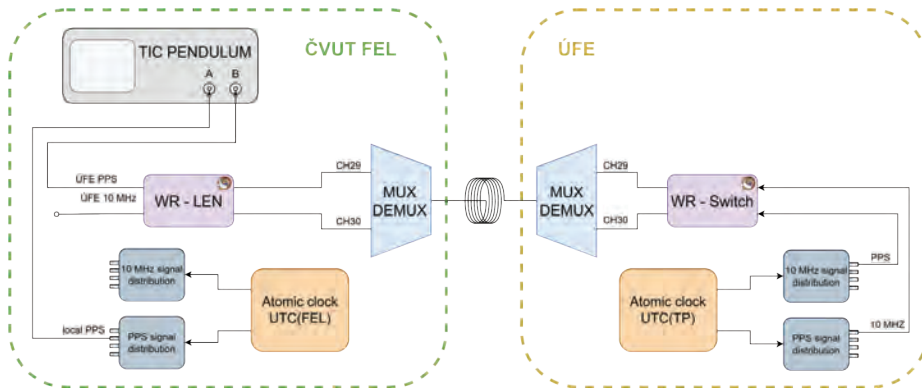 ČVUT FEL
ÚFE
TIC PENDULUM
A B
ÚFE PPS
ÚFE 10 MHz
WR - LEN
CH29
CH30
MUX
DEMUX
10 MHz signal
distribution
local PPS
PPS signal
distribution
Atomic clock
UTC(FEL)
MUX
DEMUX
CH29
CH30
WR - Switch
Atomic clock
UTC(TP)
10 MHz signal
distribution
PPS
PPS signal
distribution
10 MHZ